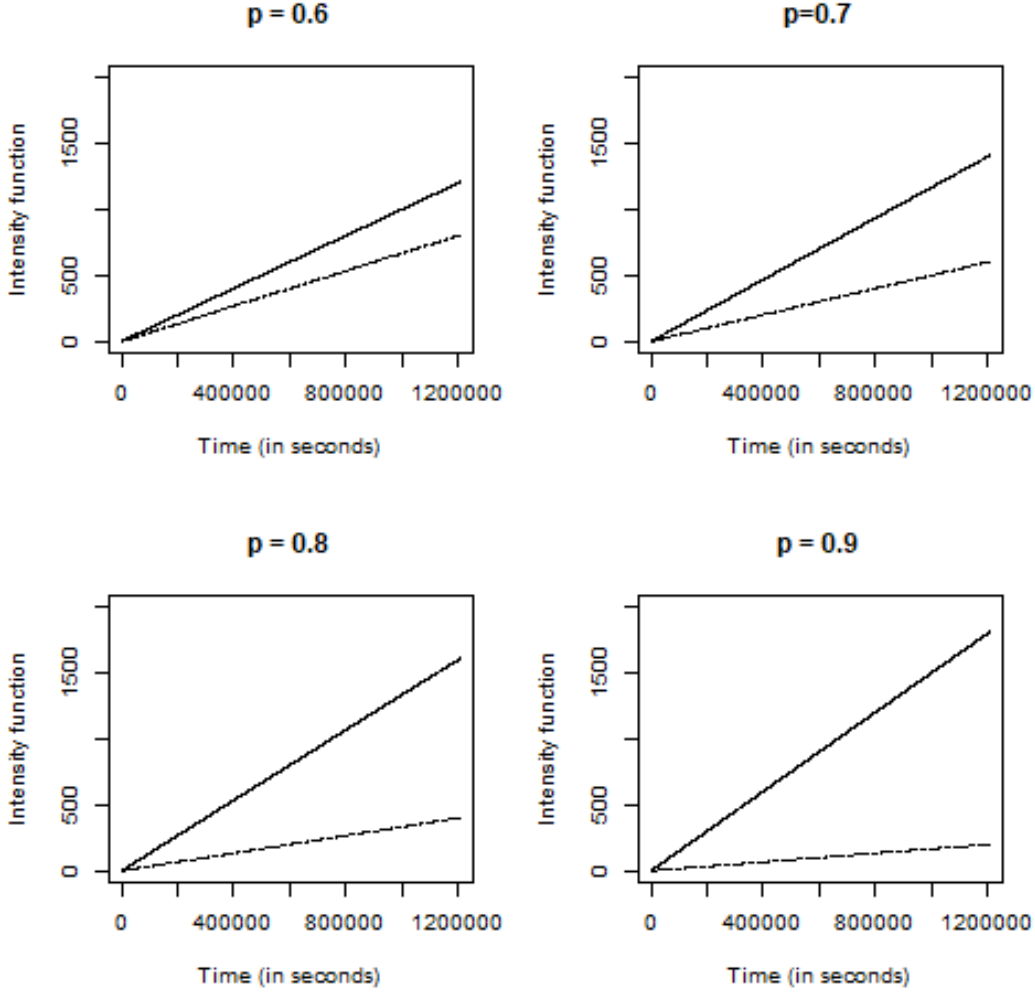 p = 0.6
Intensity function
1500
500
0
0 400000 800000 1200000
Time (in seconds)
p=0.7
Intensity function
1500
500
0
0 400000 800000 1200000
Time (in seconds)
p = 0.8
Intensity function
1500
500
0
0 400000 800000 1200000
Time (in seconds)
p = 0.9
Intensity function
1500
500
0
0 400000 800000 1200000
Time (in seconds)